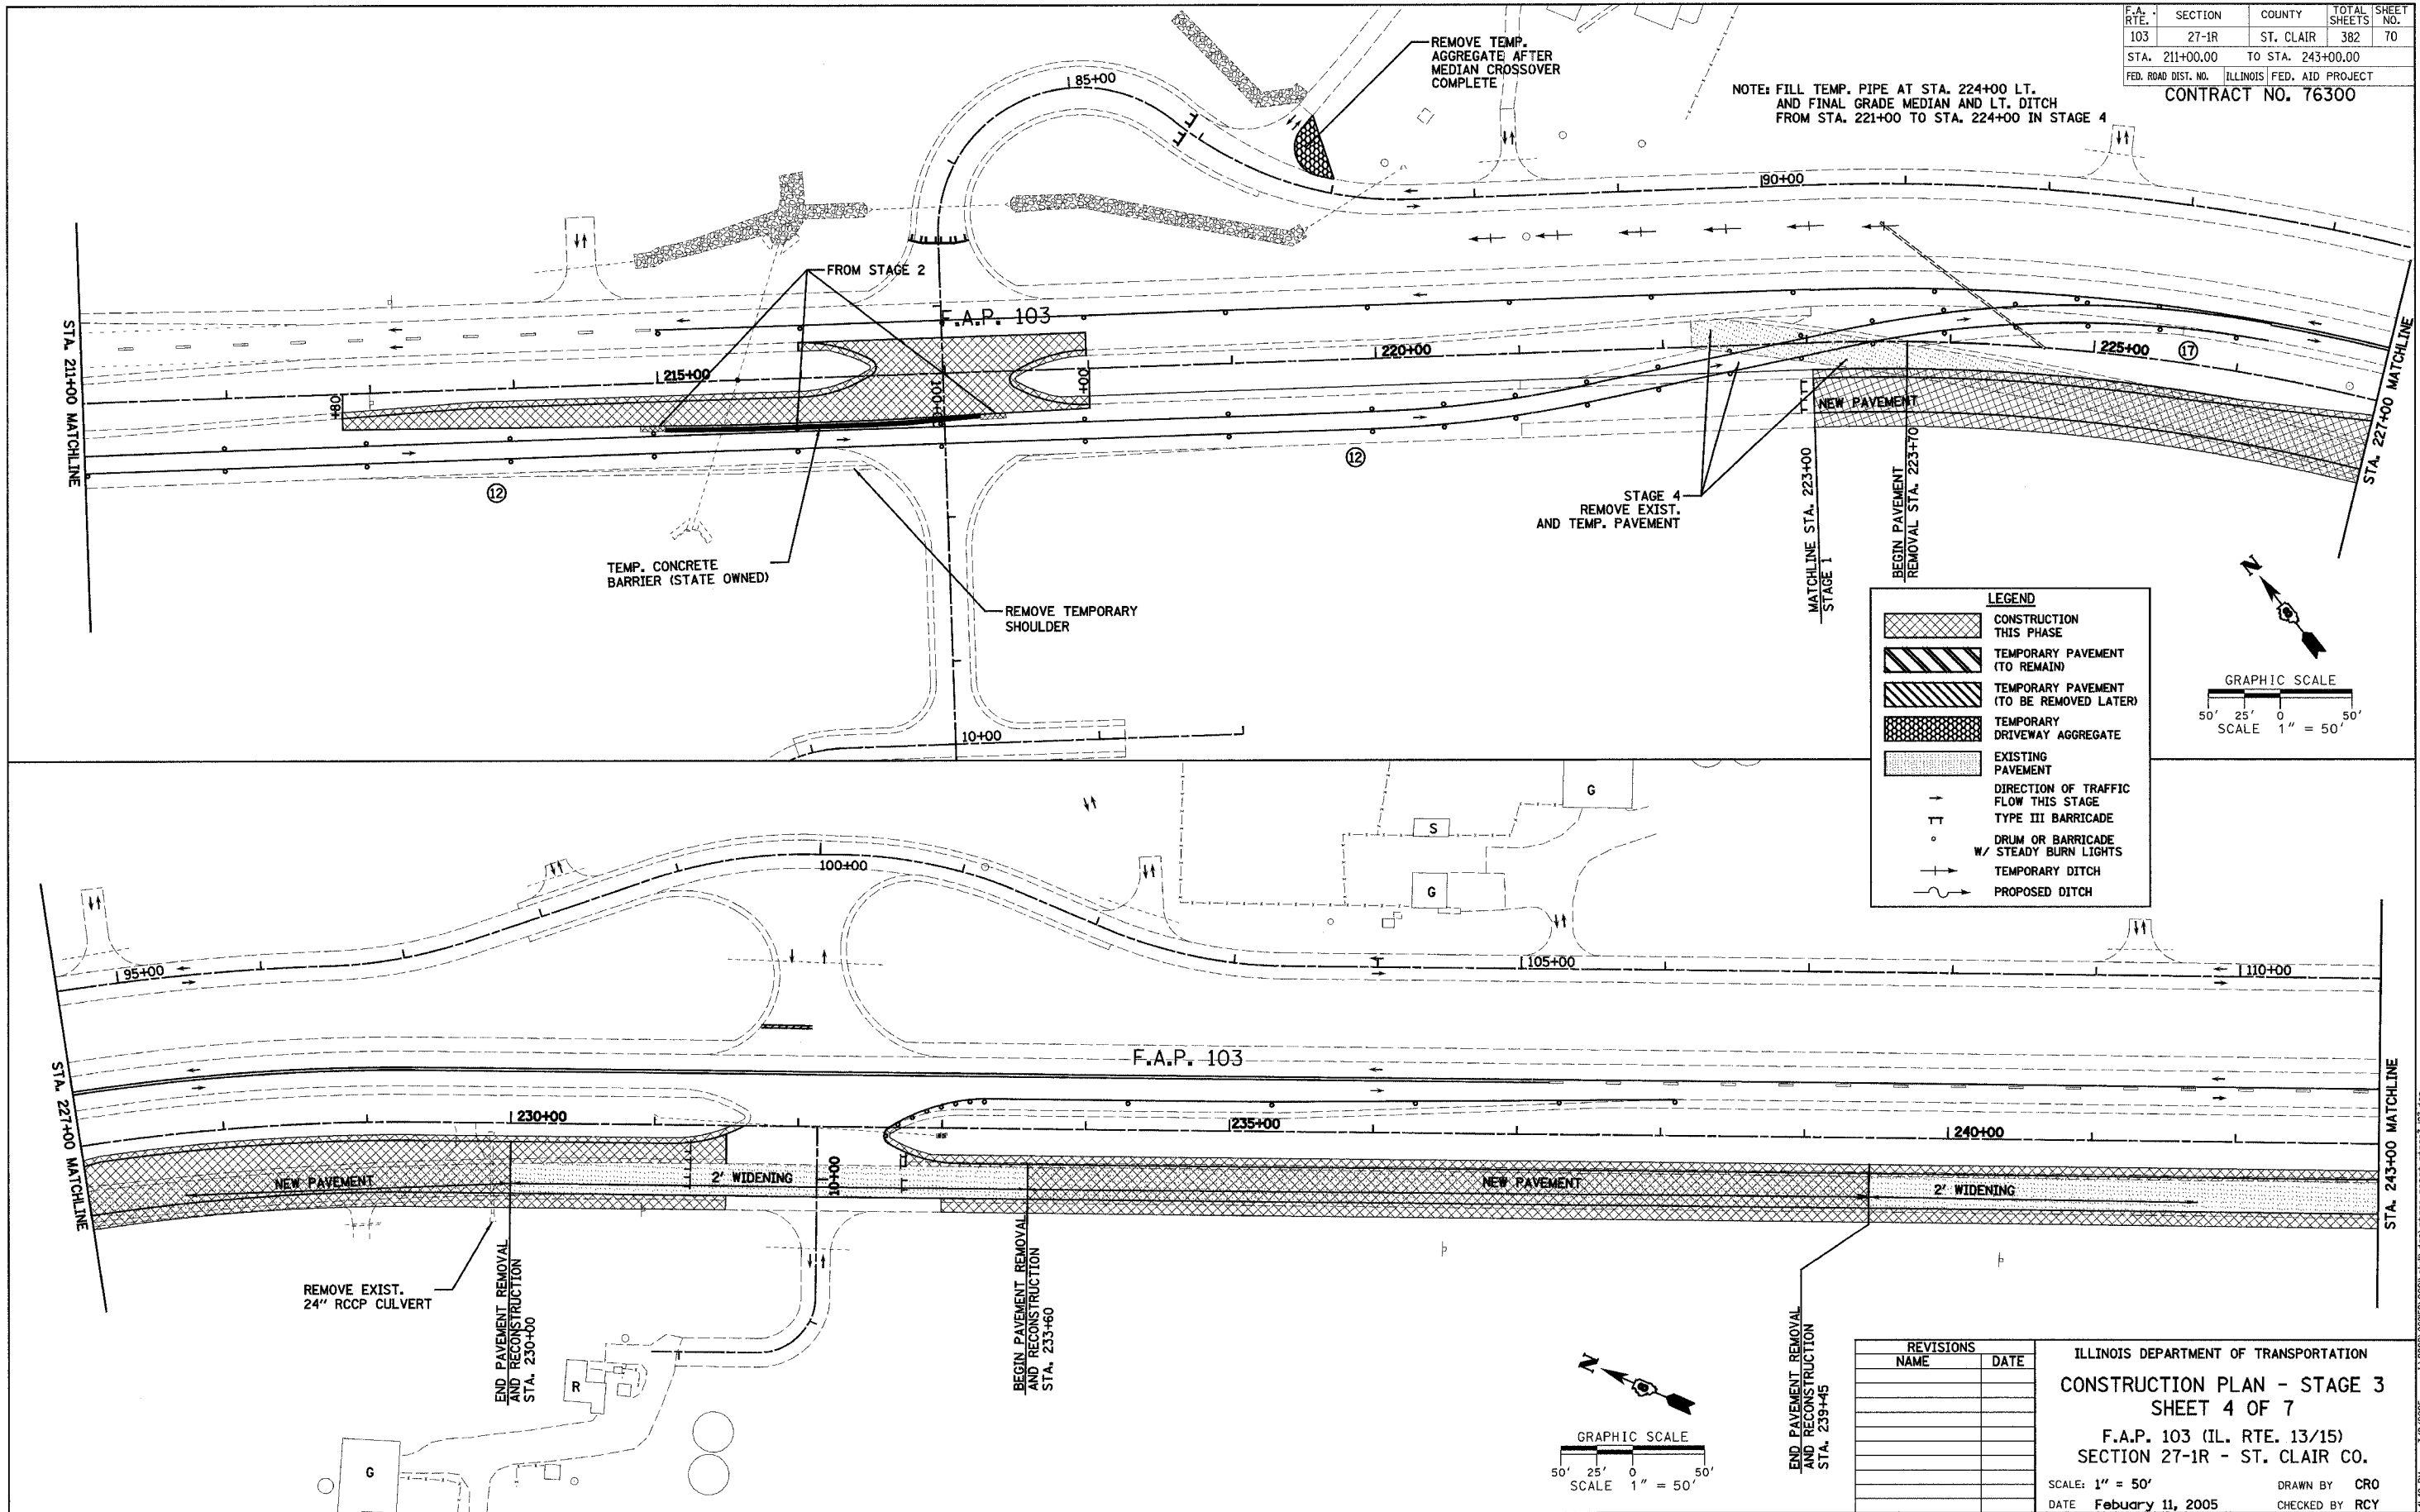 F.A. RTE. SECTION COUNTY TOTAL SHEETS SHEET NO.
103 27-1R ST. CLAIR 382 70
STA. 211+00.00 TO STA. 243+00.00
FED. ROAD DIST. NO. ILLINOIS FED. AID PROJECT
CONTRACT NO. 76300
REMOVE TEMP.
AGGREGATE AFTER
MEDIAN CROSSOVER
COMPLETE
NOTE: FILL TEMP. PIPE AT STA. 224+00 LT.
AND FINAL GRADE MEDIAN AND LT. DITCH
FROM STA. 221+00 TO STA. 224+00 IN STAGE 4
85+00
90+00
FROM STAGE 2
F.A.P. 103
STA. 211+00 MATCHLINE
+80
215+00
10+00
+00
220+00
225+00
17
NEW PAVEMENT
STA. 227+00 MATCHLINE
12
12
STAGE 4
REMOVE EXIST.
AND TEMP. PAVEMENT
MATCHLINE STA. 223+00
STAGE 1
BEGIN PAVEMENT
REMOVAL STA. 223+70
TEMP. CONCRETE
BARRIER (STATE OWNED)
REMOVE TEMPORARY
SHOULDER
10+00
N
GRAPHIC SCALE
50' 25' 0 50'
SCALE 1" = 50'
LEGEND
CONSTRUCTION
THIS PHASE
TEMPORARY PAVEMENT
(TO REMAIN)
TEMPORARY PAVEMENT
(TO BE REMOVED LATER)
TEMPORARY
DRIVEWAY AGGREGATE
EXISTING
PAVEMENT
DIRECTION OF TRAFFIC
FLOW THIS STAGE
TYPE III BARRICADE
DRUM OR BARRICADE
W/ STEADY BURN LIGHTS
TEMPORARY DITCH
PROPOSED DITCH
G
S
G
95+00
100+00
105+00
110+00
F.A.P. 103
STA. 227+00 MATCHLINE
230+00
235+00
240+00
NEW PAVEMENT
2' WIDENING
10+00
NEW PAVEMENT
2' WIDENING
STA. 243+00 MATCHLINE
REMOVE EXIST.
24" RCCP CULVERT
END PAVEMENT REMOVAL
AND RECONSTRUCTION
STA. 230+00
BEGIN PAVEMENT REMOVAL
AND RECONSTRUCTION
STA. 233+60
END PAVEMENT REMOVAL
AND RECONSTRUCTION
STA. 239+45
R
G
N
GRAPHIC SCALE
50' 25' 0 50'
SCALE 1" = 50'
REVISIONS
NAME DATE
ILLINOIS DEPARTMENT OF TRANSPORTATION
CONSTRUCTION PLAN - STAGE 3
SHEET 4 OF 7
F.A.P. 103 (IL. RTE. 13/15)
SECTION 27-1R - ST. CLAIR CO.
SCALE: 1" = 50' DRAWN BY CRO
DATE Febuary 11, 2005 CHECKED BY RCY